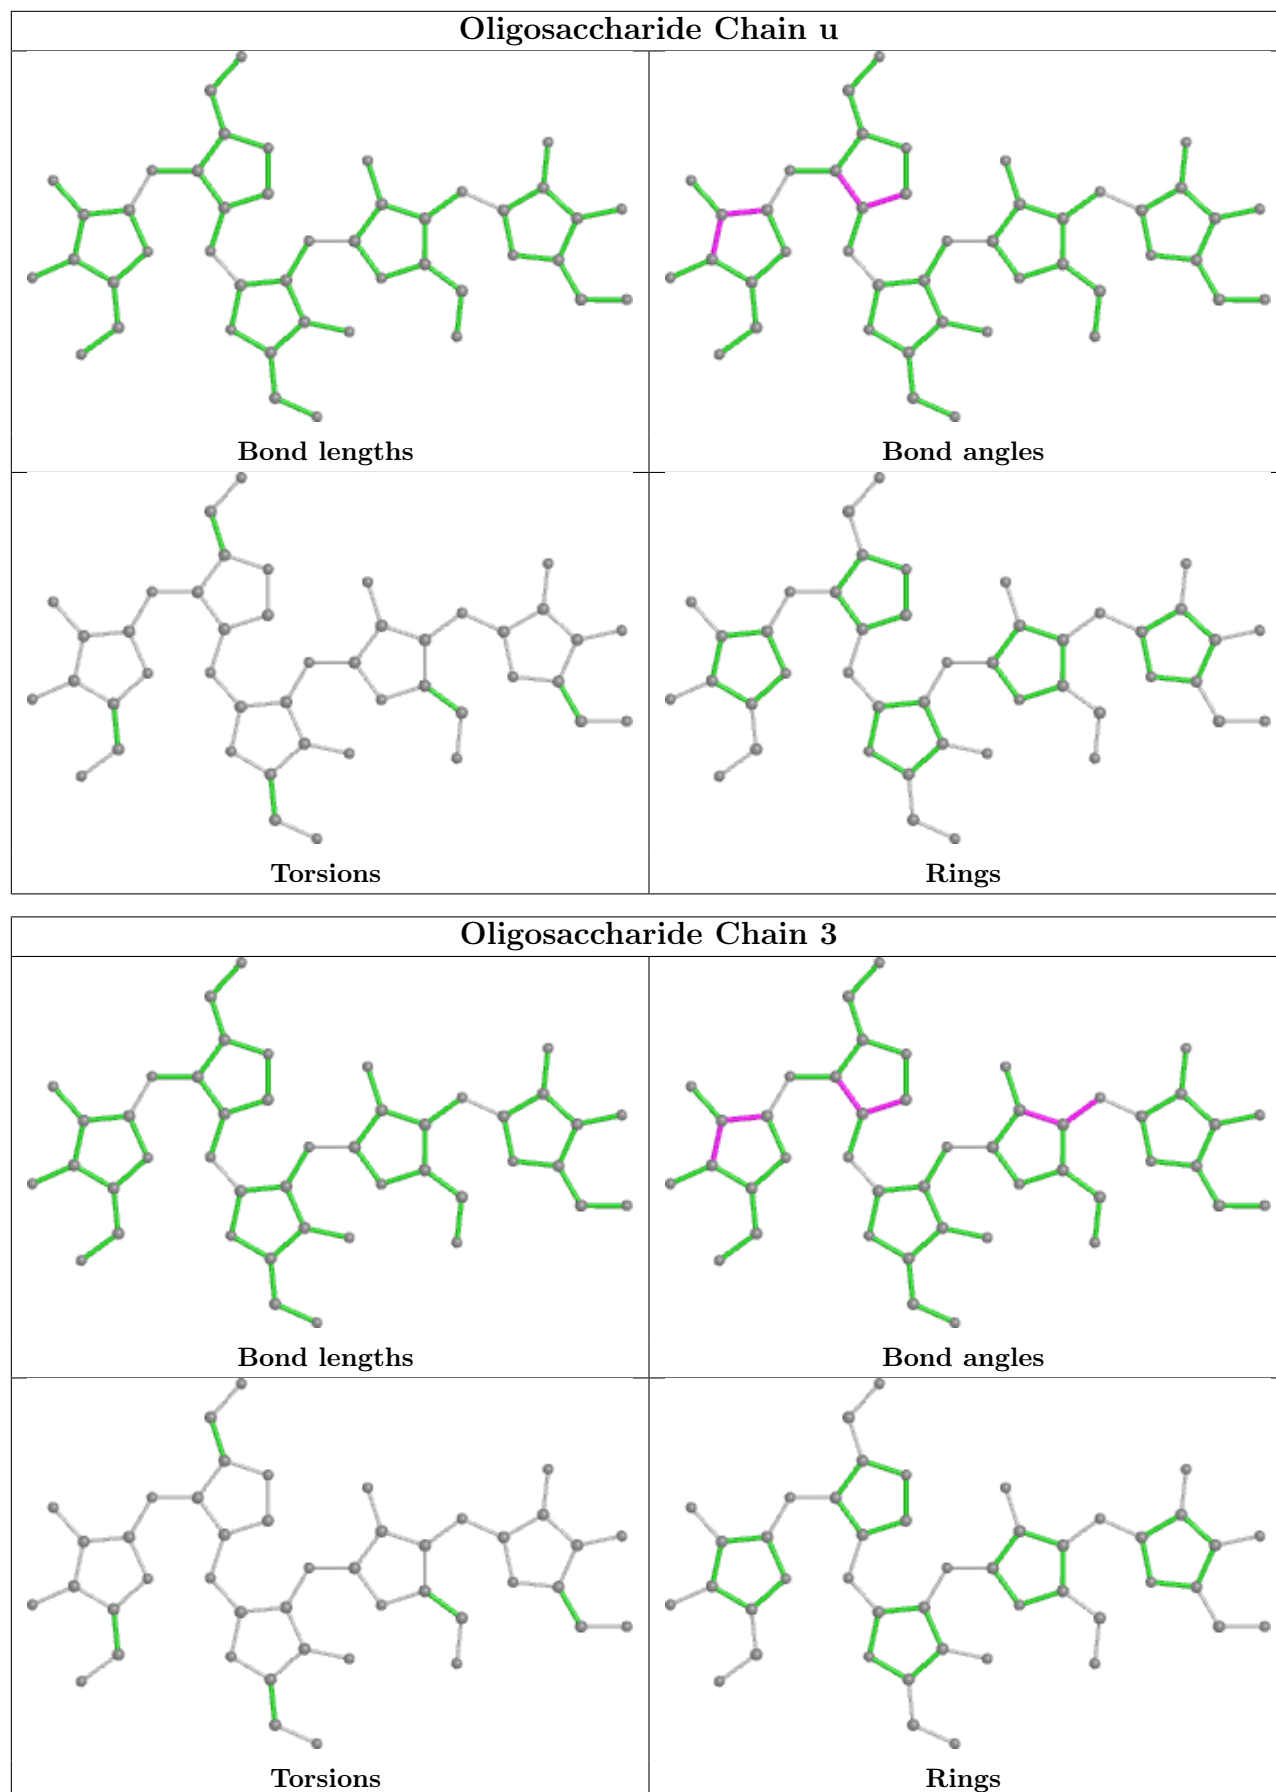 Oligosaccharide Chain u
Bond lengths
Bond angles
Torsions
Rings
Oligosaccharide Chain 3
Bond lengths
Bond angles
Torsions
Rings